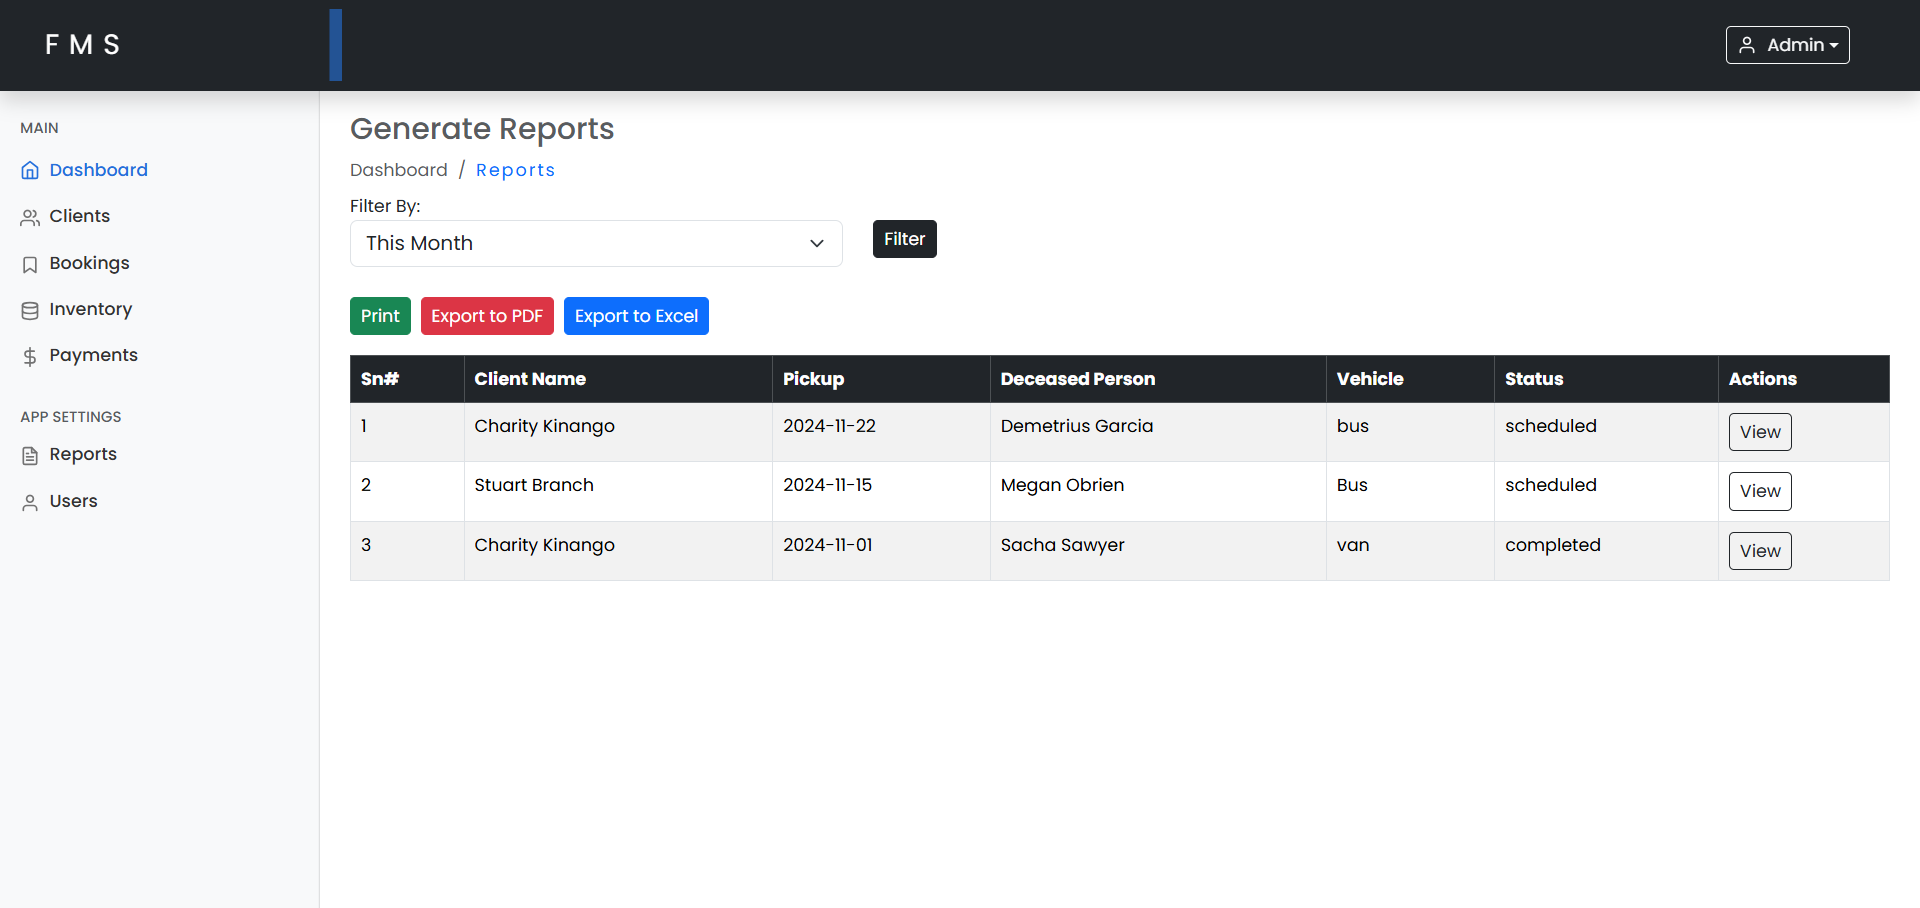 F M S
Admin
MAIN
Dashboard
Clients
Bookings
Inventory
Payments
APP SETTINGS
Reports
Users
Generate Reports
Dashboard / Reports
Filter By:
This Month
Filter
Print Export to PDF Export to Excel
Sn# Client Name Pickup Deceased Person Vehicle Status Actions
1 Charity Kinango 2024-11-22 Demetrius Garcia bus scheduled View
2 Stuart Branch 2024-11-15 Megan Obrien Bus scheduled View
3 Charity Kinango 2024-11-01 Sacha Sawyer van completed View